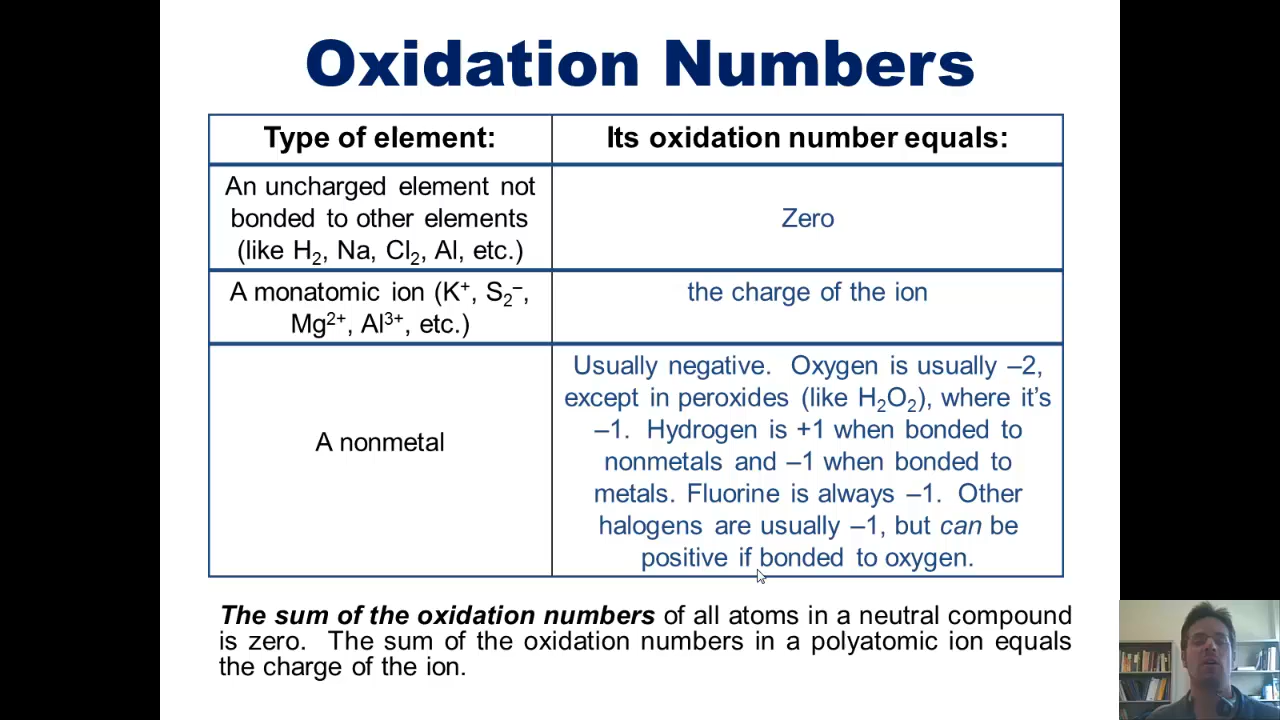 Oxidation Numbers
Type of element:
Its oxidation number equals:
An uncharged element not
bonded to other elements
(like H₂, Na, Cl₂, Al, etc.)
Zero
A monatomic ion (K⁺, S₂⁻,
Mg²⁺, Al³⁺, etc.)
the charge of the ion
A nonmetal
Usually negative. Oxygen is usually –2,
except in peroxides (like H₂O₂), where it’s
–1. Hydrogen is +1 when bonded to
nonmetals and –1 when bonded to
metals. Fluorine is always –1. Other
halogens are usually –1, but can be
positive if bonded to oxygen.
The sum of the oxidation numbers of all atoms in a neutral compound
is zero. The sum of the oxidation numbers in a polyatomic ion equals
the charge of the ion.